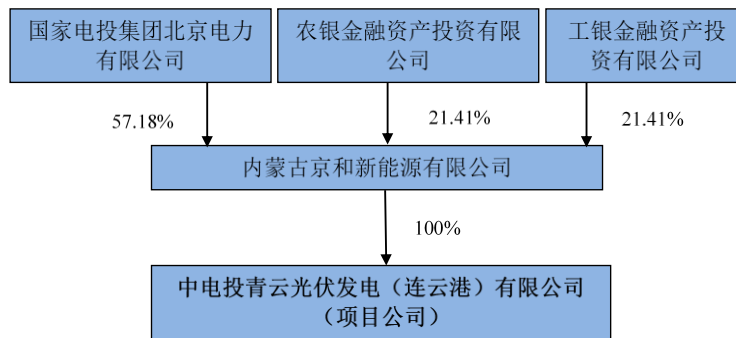 国家电投集团北京电力
有限公司
农银金融资产投资有限
公司
工银金融资产投
资有限公司
57.18%
21.41%
21.41%
内蒙古京和新能源有限公司
100%
中电投青云光伏发电（连云港）有限公司
（项目公司）